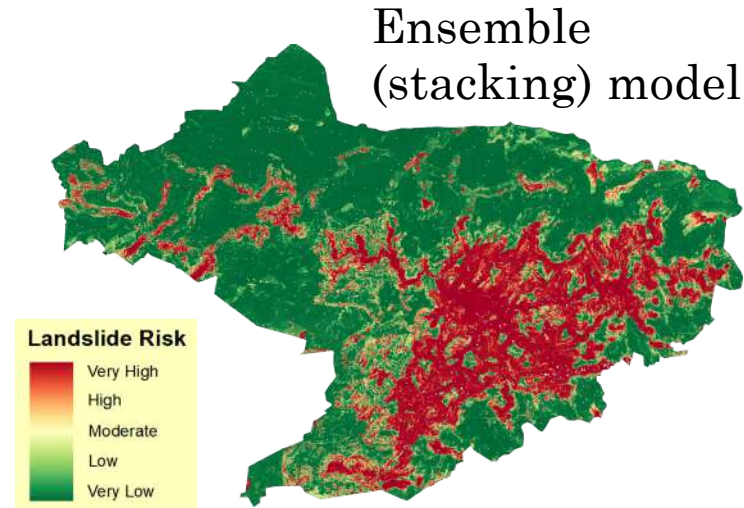 Ensemble
(stacking) model
Landslide Risk
Very High
High
Moderate
Low
Very Low